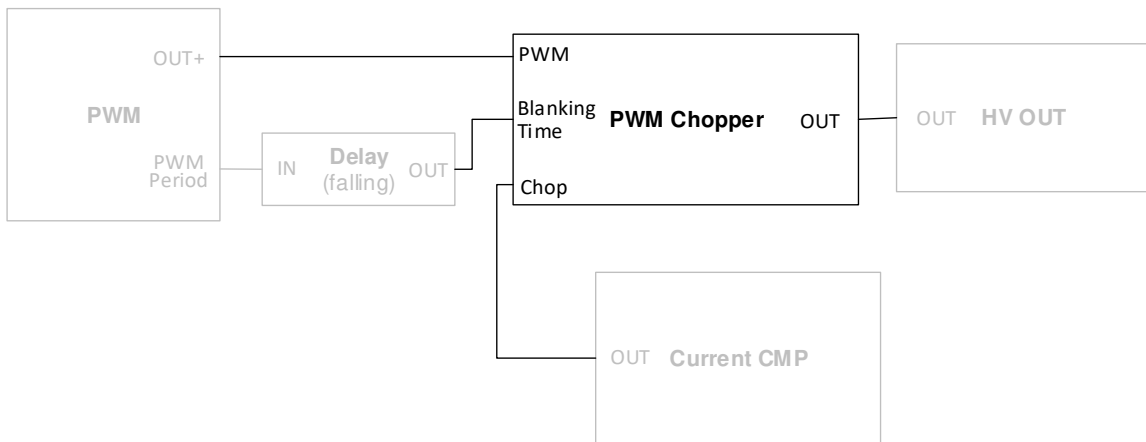 OUT+
PWM
PWM
Period
IN
Delay
(falling)
OUT
PWM
Blanking
Time
PWM Chopper
OUT
Chop
OUT
HV OUT
OUT
Current CMP